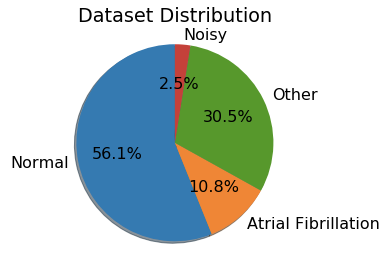 Dataset Distribution
Noisy
2.5%
Other
30.5%
56.1%
Normal
10.8%
Atrial Fibrillation